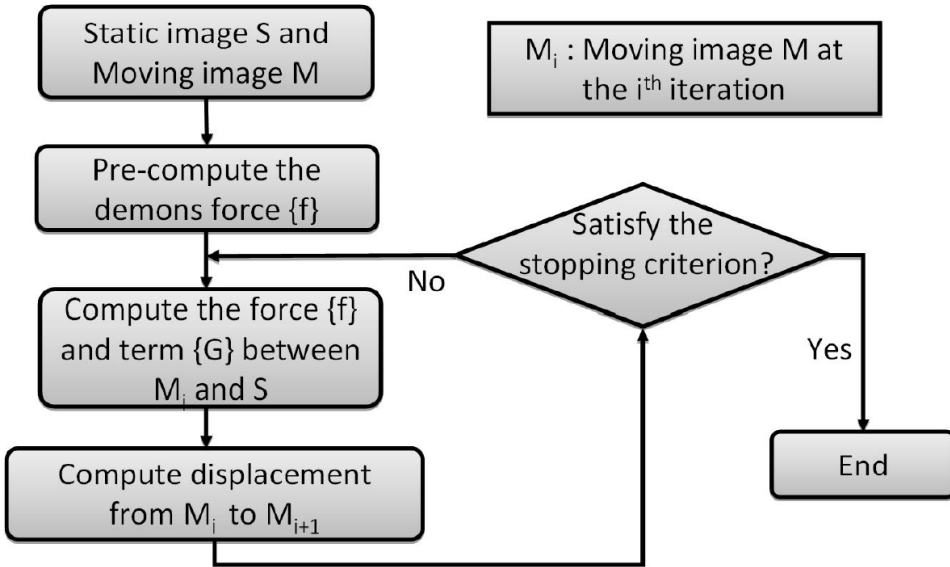 Static image S and
Moving image M
Mᵢ : Moving image M at
the iᵗʰ iteration
Pre-compute the
demons force {f}
Satisfy the
stopping criterion?
No
Yes
Compute the force {f}
and term {G} between
Mᵢ and S
Compute displacement
from Mᵢ to Mᵢ₊₁
End